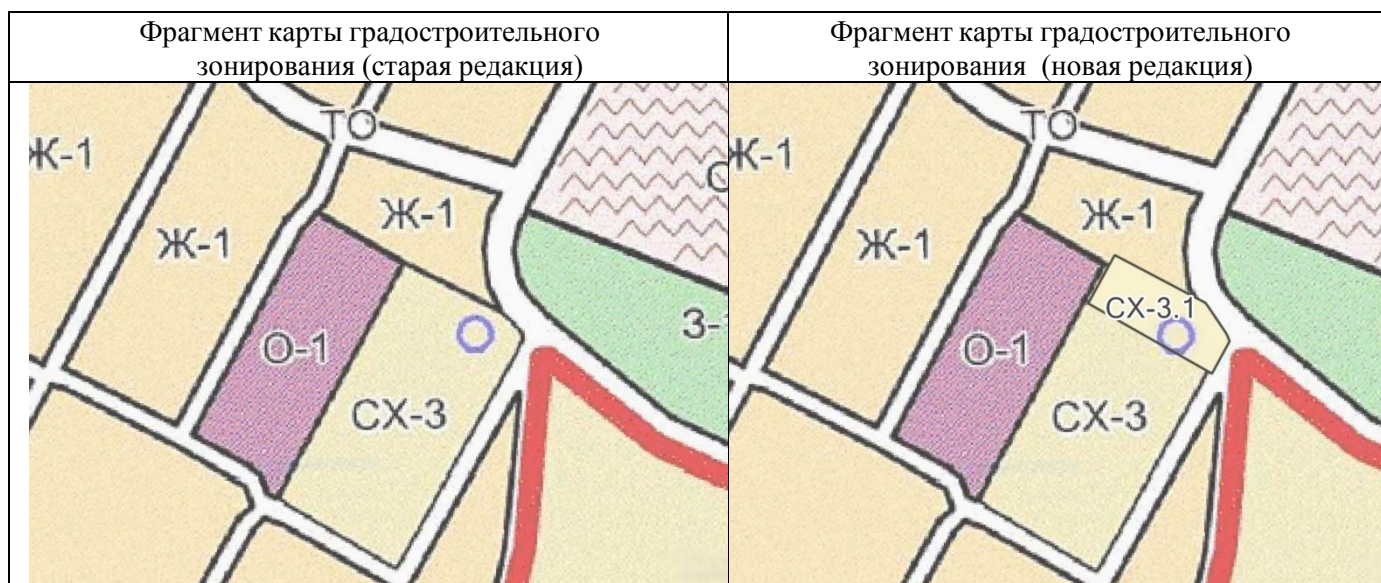 Фрагмент карты градостроительного
зонирования (старая редакция)
Фрагмент карты градостроительного
зонирования (новая редакция)
ТО
Ж-1
Ж-1
Ж-1
О-1
СХ-3
ТО
Ж-1
Ж-1
Ж-1
СХ-3.1
О-1
СХ-3